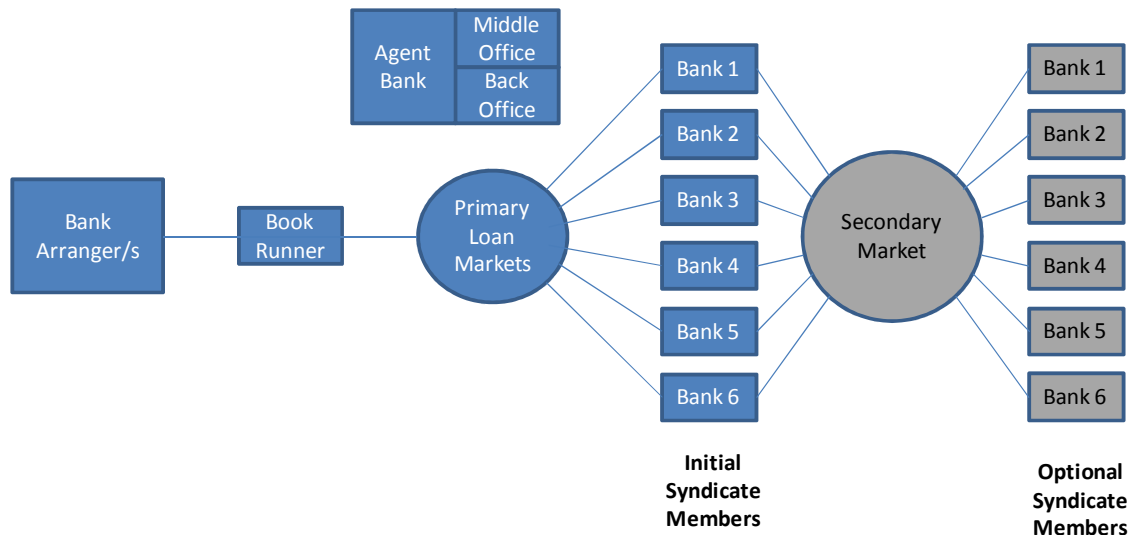 Agent
Bank
Middle
Office
Back
Office
Bank
Arranger/s
Book
Runner
Primary
Loan
Markets
Bank 1
Bank 2
Bank 3
Bank 4
Bank 5
Bank 6
Initial
Syndicate
Members
Secondary
Market
Bank 1
Bank 2
Bank 3
Bank 4
Bank 5
Bank 6
Optional
Syndicate
Members